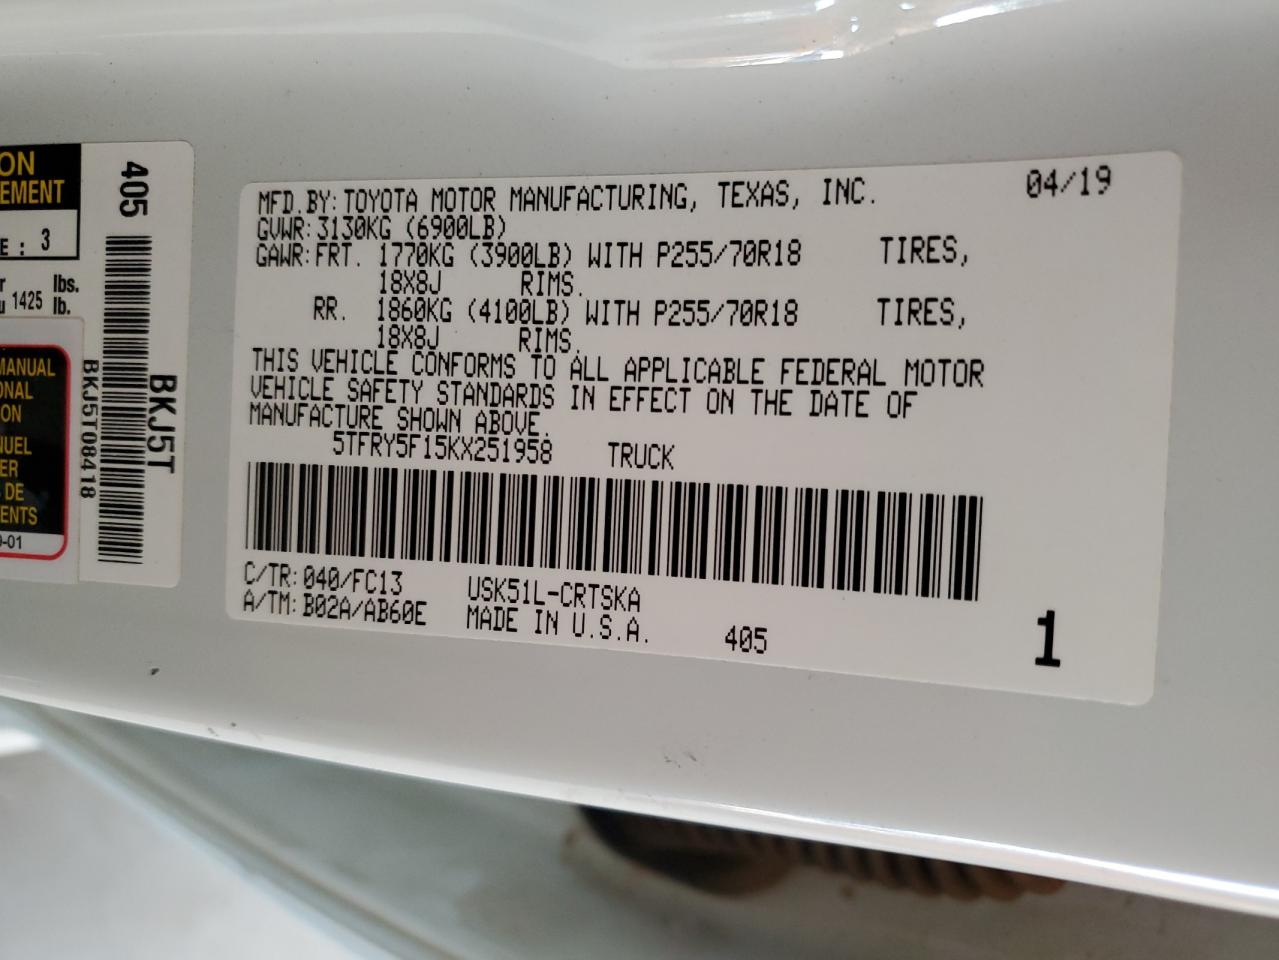 ON
EMENT
E : 3
r lbs.
u 1425 lb.
MANUAL
ONAL
ON
NUEL
ER
DE
ENTS
9-01
405
BKJ5T
BKJ5T08418
MFD. BY: TOYOTA MOTOR MANUFACTURING, TEXAS, INC. 04/19
GVWR: 3130KG (6900LB)
GAWR: FRT. 1770KG (3900LB) WITH P255/70R18 TIRES,
18X8J RIMS.
RR. 1860KG (4100LB) WITH P255/70R18 TIRES,
18X8J RIMS.
THIS VEHICLE CONFORMS TO ALL APPLICABLE FEDERAL MOTOR
VEHICLE SAFETY STANDARDS IN EFFECT ON THE DATE OF
MANUFACTURE SHOWN ABOVE.
5TFRY5F15KX251958 TRUCK
C/TR: 040/FC13 USK51L-CRTSKA
A/TM: B02A/AB60E MADE IN U.S.A. 405 1